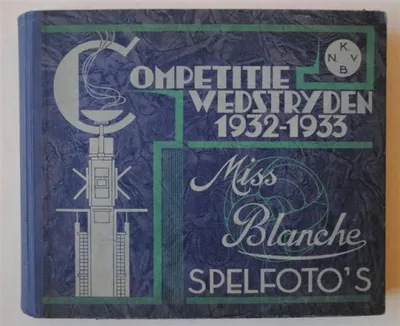 K
N V
B
COMPETITIE
WEDSTRYDEN
1932-1933
Miss
Blanche
SPELFOTO'S